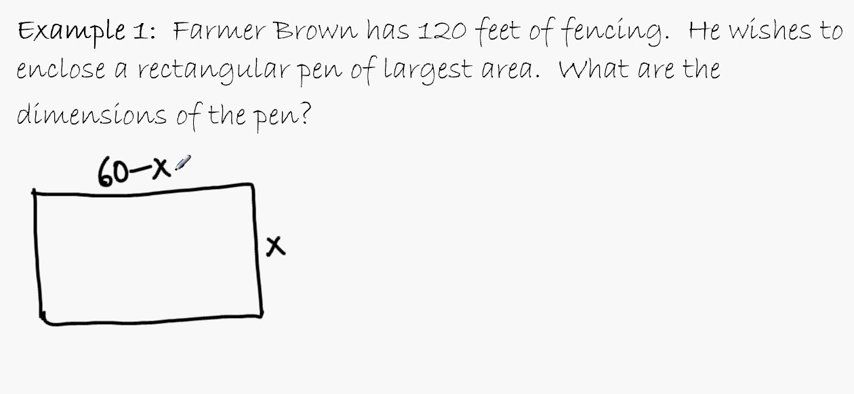 Example 1: Farmer Brown has 120 feet of fencing. He wishes to
enclose a rectangular pen of largest area. What are the
dimensions of the pen?
60-x
x